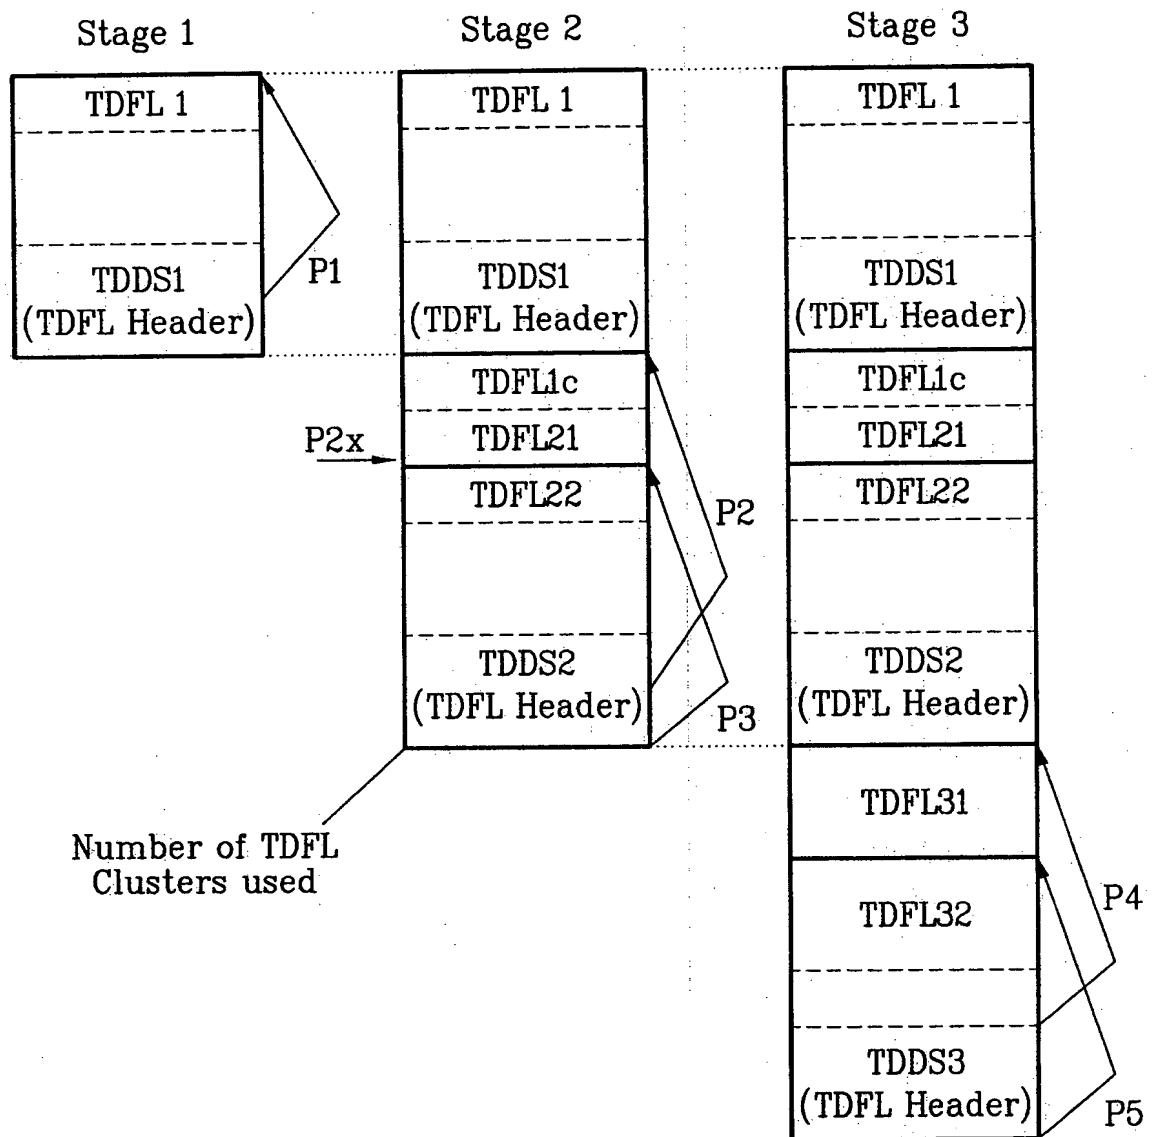 Stage 1
TDFL 1
TDDS1
(TDFL Header)
P1
Stage 2
TDFL 1
TDDS1
(TDFL Header)
TDFL1c
P2x
TDFL21
TDFL22
P2
TDDS2
(TDFL Header)
P3
Number of TDFL
Clusters used
Stage 3
TDFL 1
TDDS1
(TDFL Header)
TDFL1c
TDFL21
TDFL22
TDDS2
(TDFL Header)
TDFL31
TDFL32
P4
TDDS3
(TDFL Header)
P5